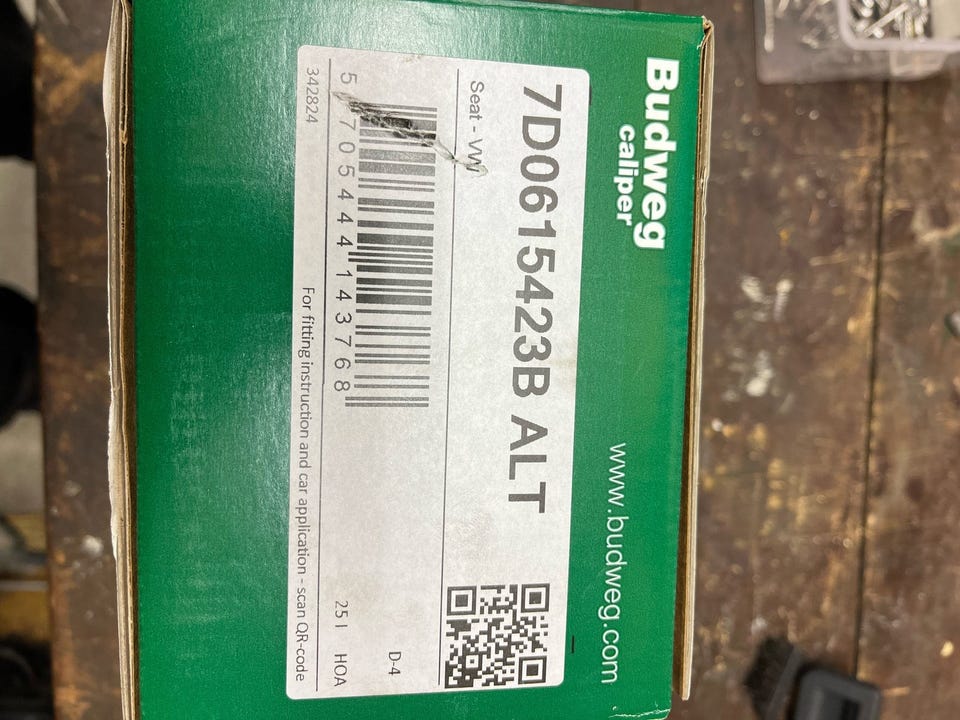 Budweg
caliper
www.budweg.com
7D0615423B ALT
Seat - VW
D-4
5 705444 143768
25 I HOA
342824
For fitting instruction and car application - scan QR-code